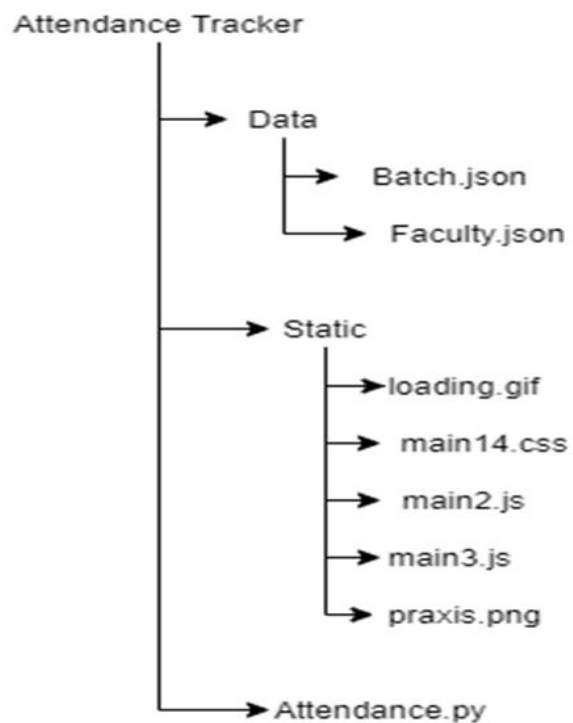 Attendance Tracker
Data
Batch.json
Faculty.json
Static
loading.gif
main14.css
main2.js
main3.js
praxis.png
Attendance.py